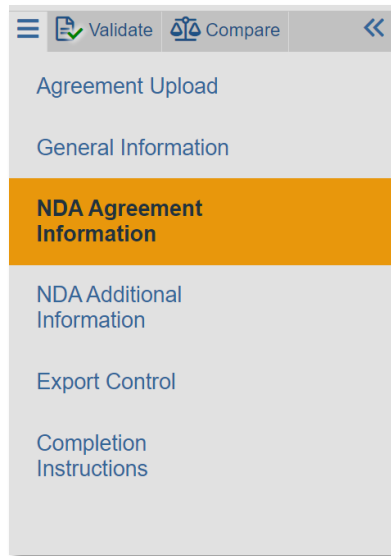 Validate Compare
Agreement Upload
General Information
NDA Agreement
Information
NDA Additional
Information
Export Control
Completion
Instructions